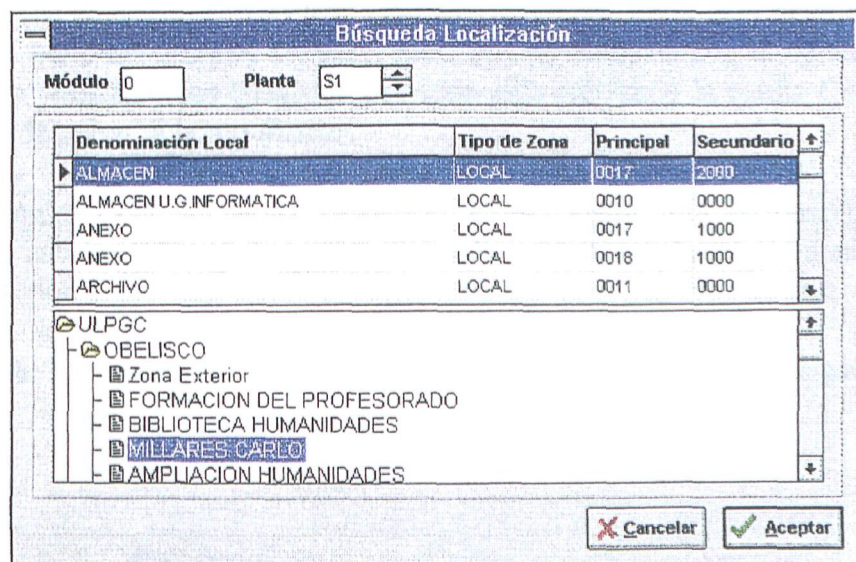 Búsqueda Localización
Módulo 0 Planta S1
Denominación Local Tipo de Zona Principal Secundario
ALMACEN LOCAL 0017 2000
ALMACEN U.G.INFORMATICA LOCAL 0010 0000
ANEXO LOCAL 0017 1000
ANEXO LOCAL 0018 1000
ARCHIVO LOCAL 0011 0000
ULPGC
OBELISCO
Zona Exterior
FORMACION DEL PROFESORADO
BIBLIOTECA HUMANIDADES
MILLARES CARLO
AMPLIACION HUMANIDADES
Cancelar Aceptar